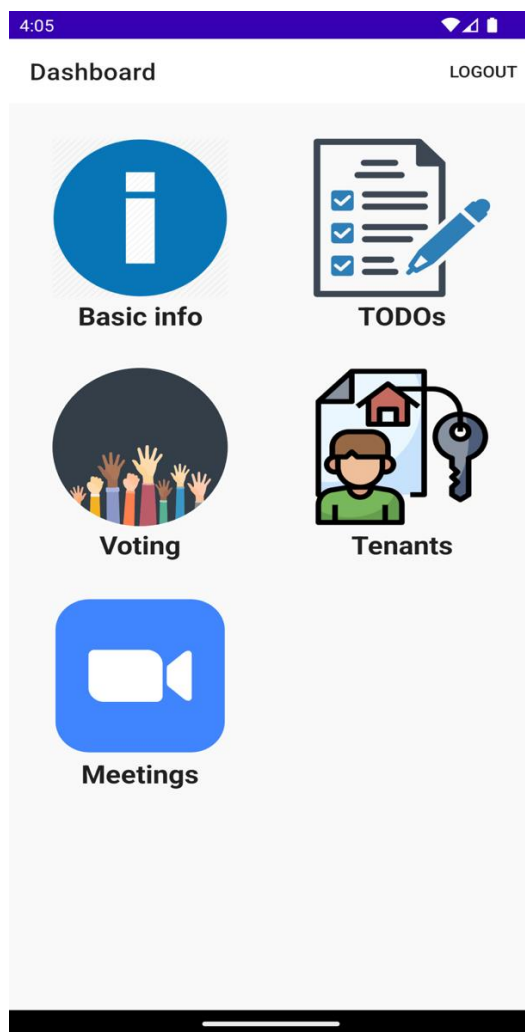 4:05
Dashboard LOGOUT
Basic info TODOs
Voting Tenants
Meetings